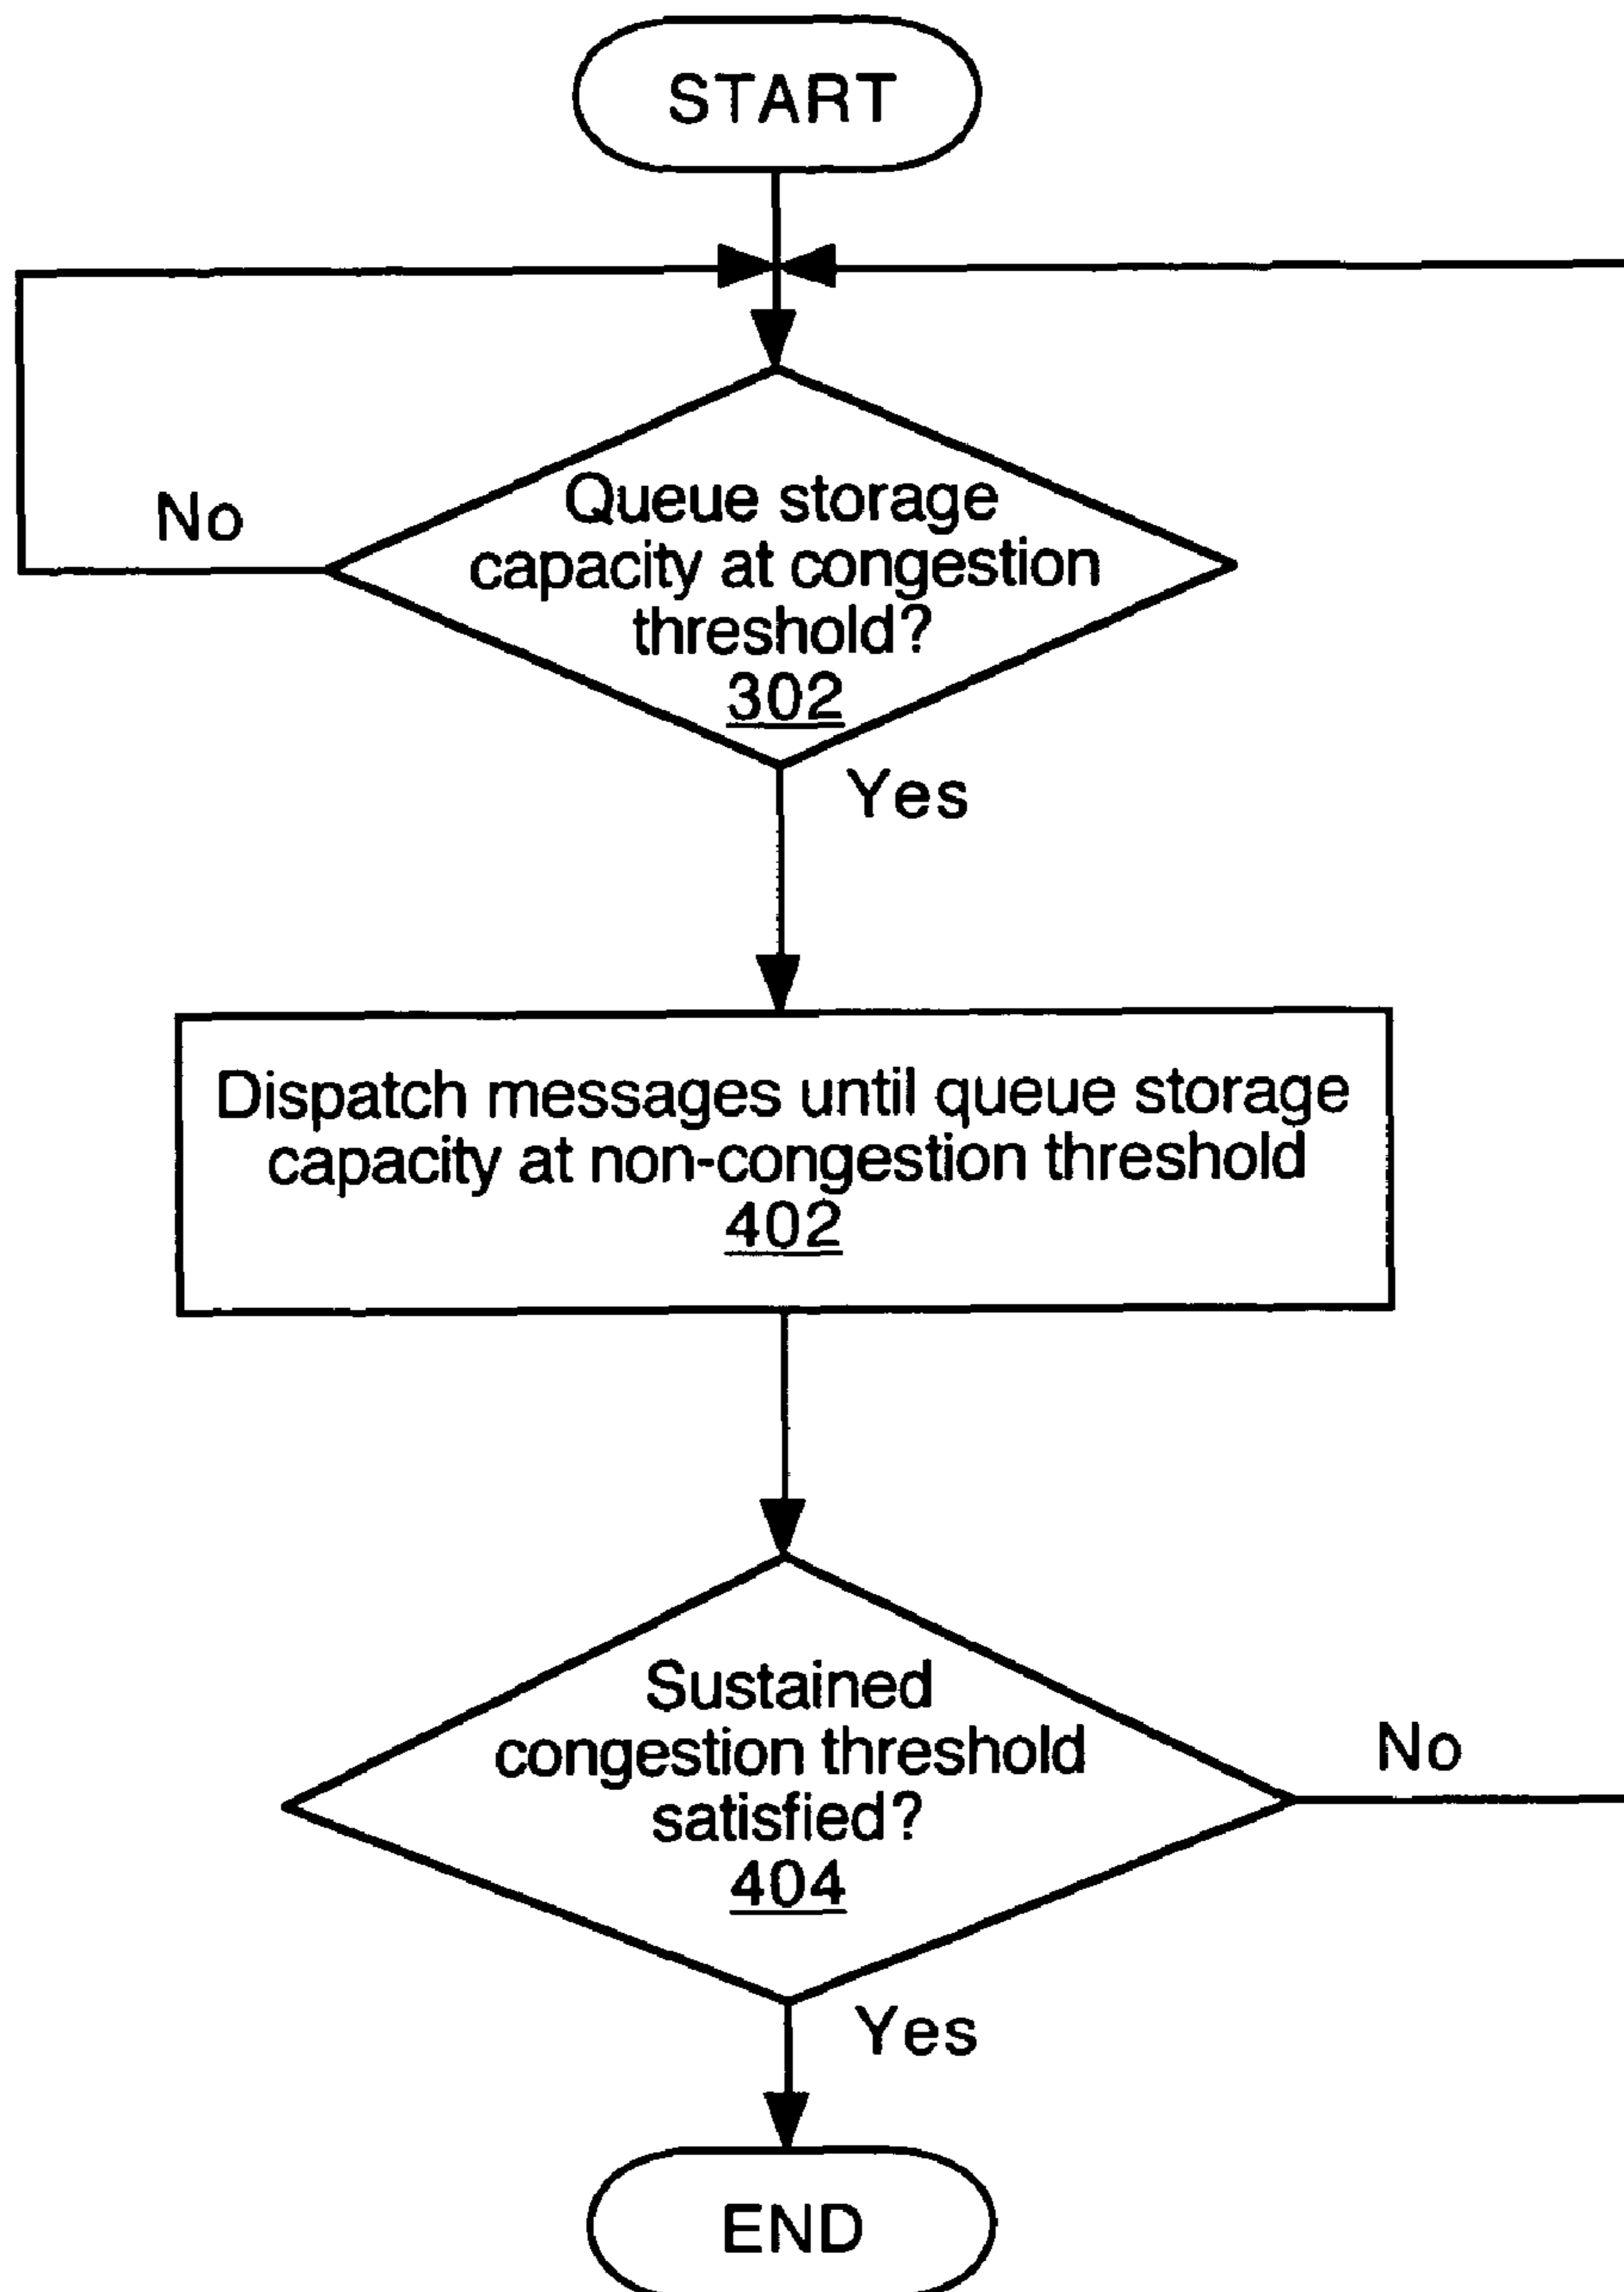 START
No
Queue storage
capacity at congestion
threshold?
302
Yes
Dispatch messages until queue storage
capacity at non-congestion threshold
402
Sustained
congestion threshold
satisfied?
404
No
Yes
END